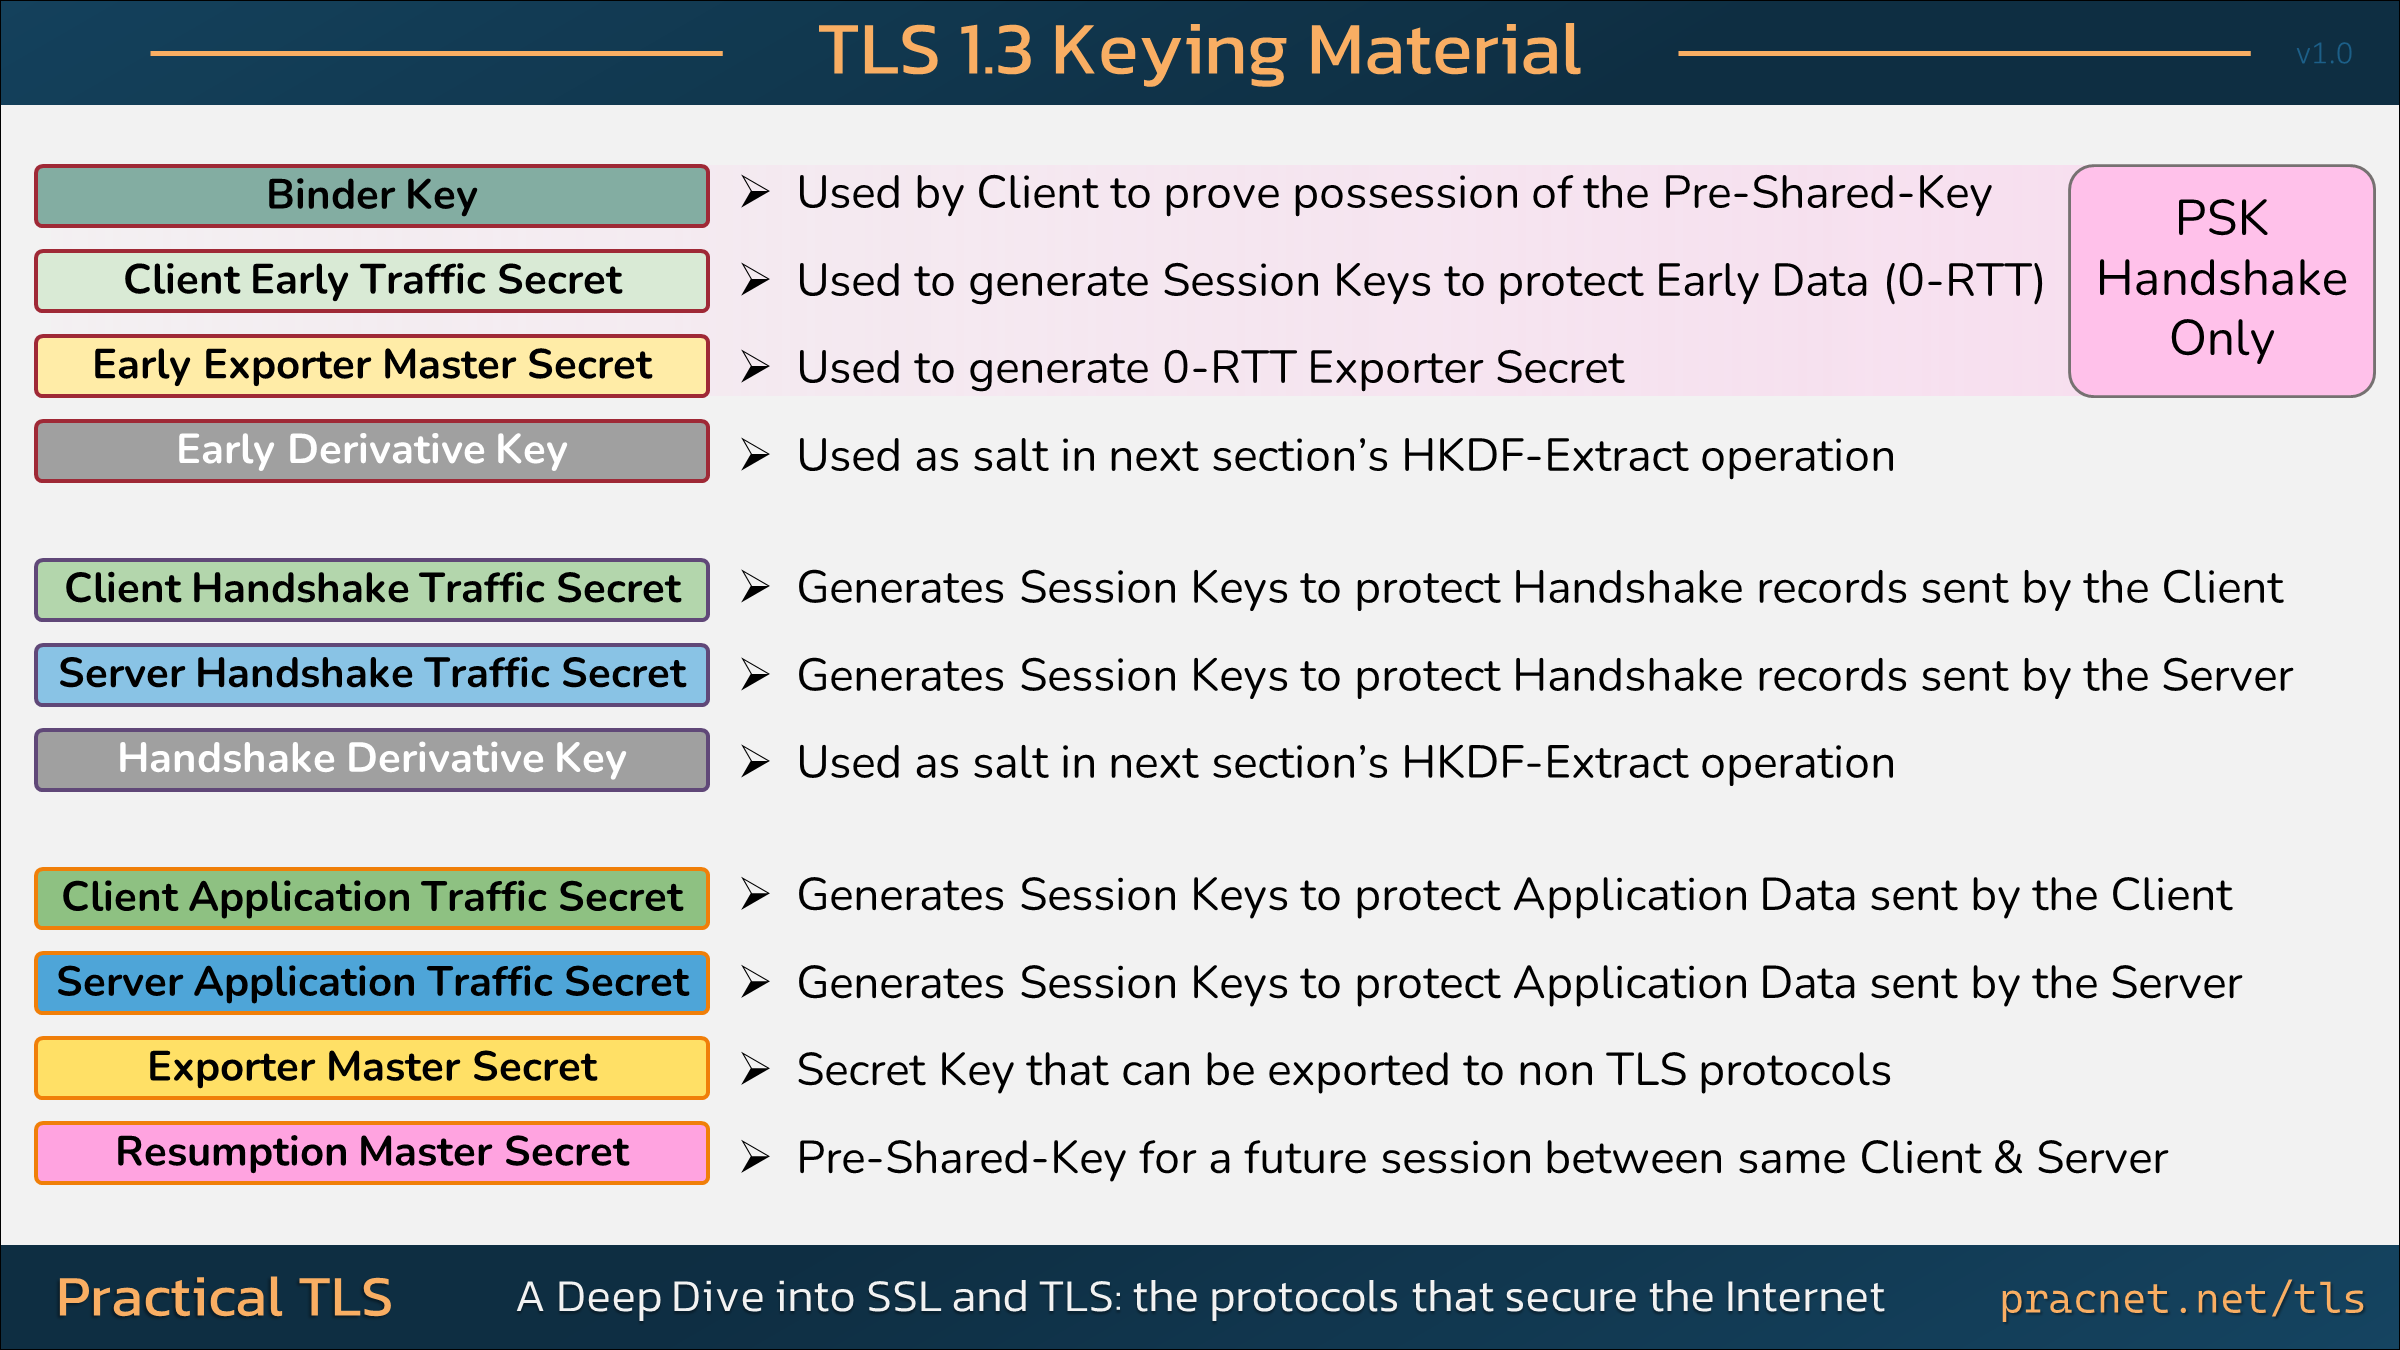 TLS 1.3 Keying Material
v1.0
Binder Key
➢ Used by Client to prove possession of the Pre-Shared-Key
Client Early Traffic Secret
➢ Used to generate Session Keys to protect Early Data (0-RTT)
Early Exporter Master Secret
➢ Used to generate 0-RTT Exporter Secret
PSK
Handshake
Only
Early Derivative Key
➢ Used as salt in next section’s HKDF-Extract operation
Client Handshake Traffic Secret
➢ Generates Session Keys to protect Handshake records sent by the Client
Server Handshake Traffic Secret
➢ Generates Session Keys to protect Handshake records sent by the Server
Handshake Derivative Key
➢ Used as salt in next section’s HKDF-Extract operation
Client Application Traffic Secret
➢ Generates Session Keys to protect Application Data sent by the Client
Server Application Traffic Secret
➢ Generates Session Keys to protect Application Data sent by the Server
Exporter Master Secret
➢ Secret Key that can be exported to non TLS protocols
Resumption Master Secret
➢ Pre-Shared-Key for a future session between same Client & Server
Practical TLS
A Deep Dive into SSL and TLS: the protocols that secure the Internet
pracnet.net/tls